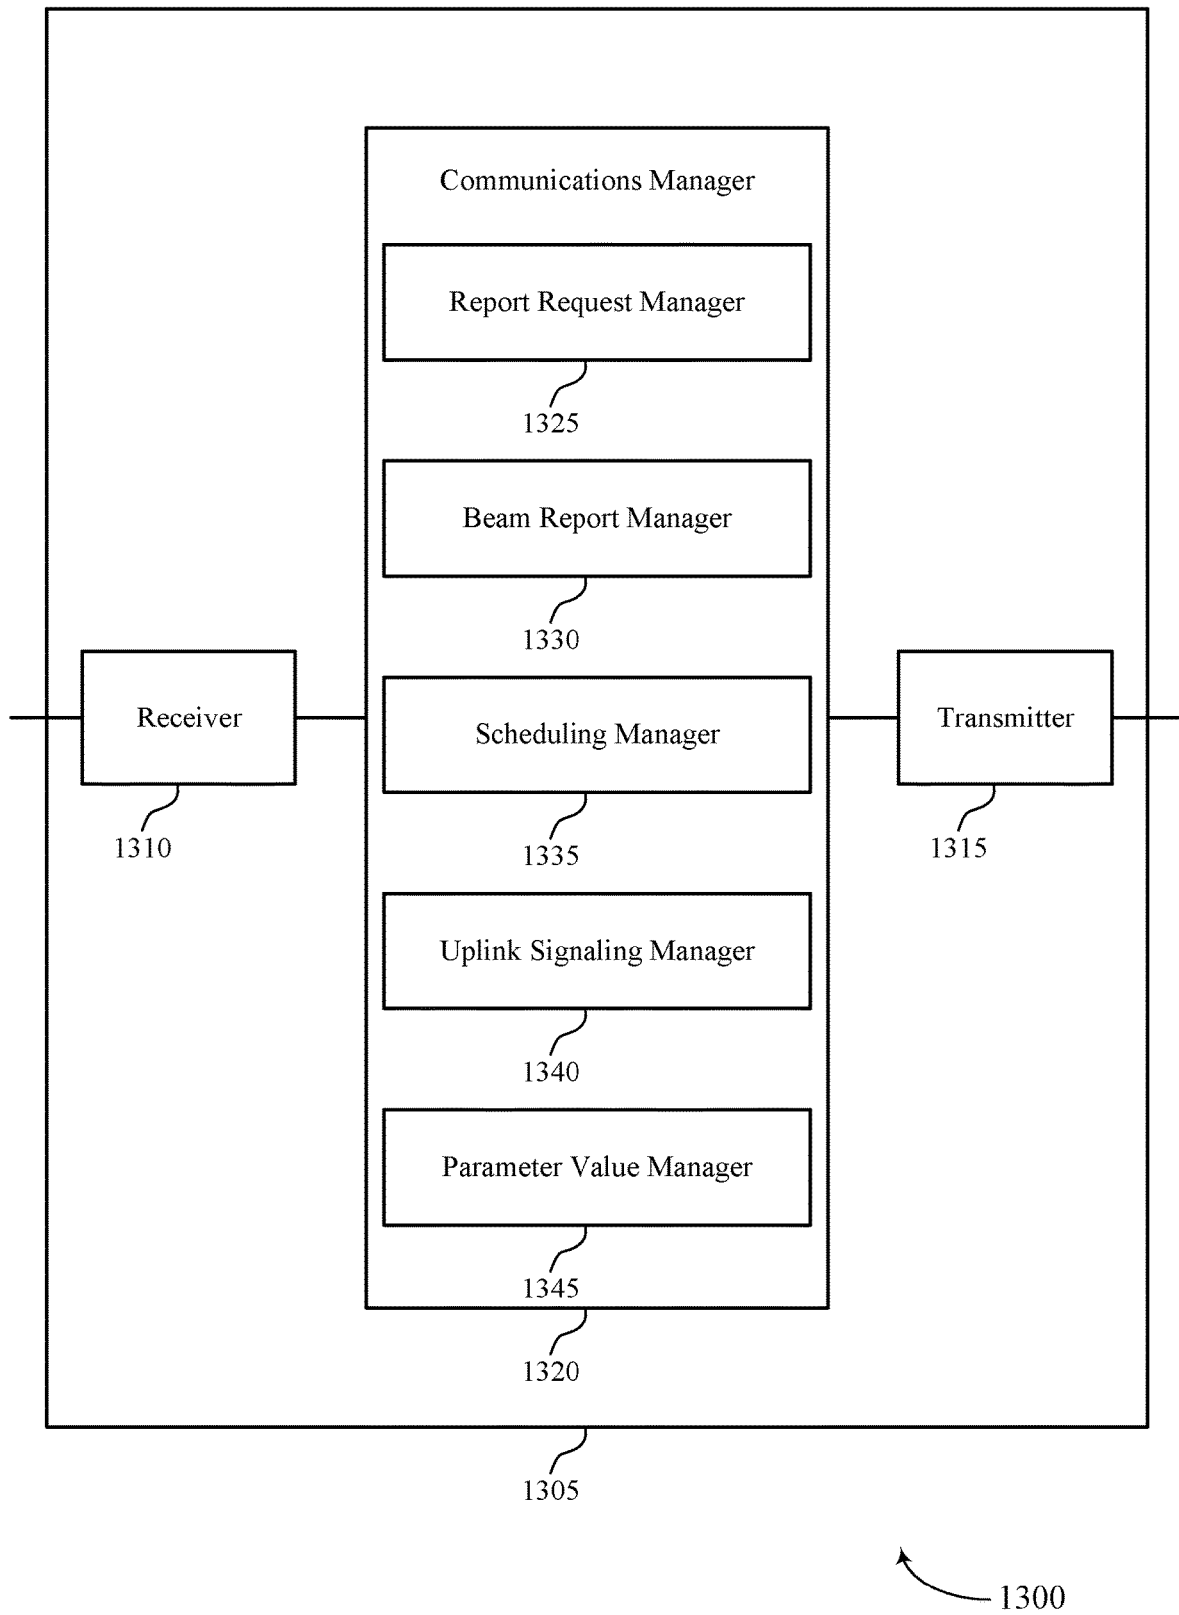 Communications Manager
Report Request Manager
1325
Beam Report Manager
1330
Receiver
1310
Scheduling Manager
1335
Transmitter
1315
Uplink Signaling Manager
1340
Parameter Value Manager
1345
1320
1305
1300